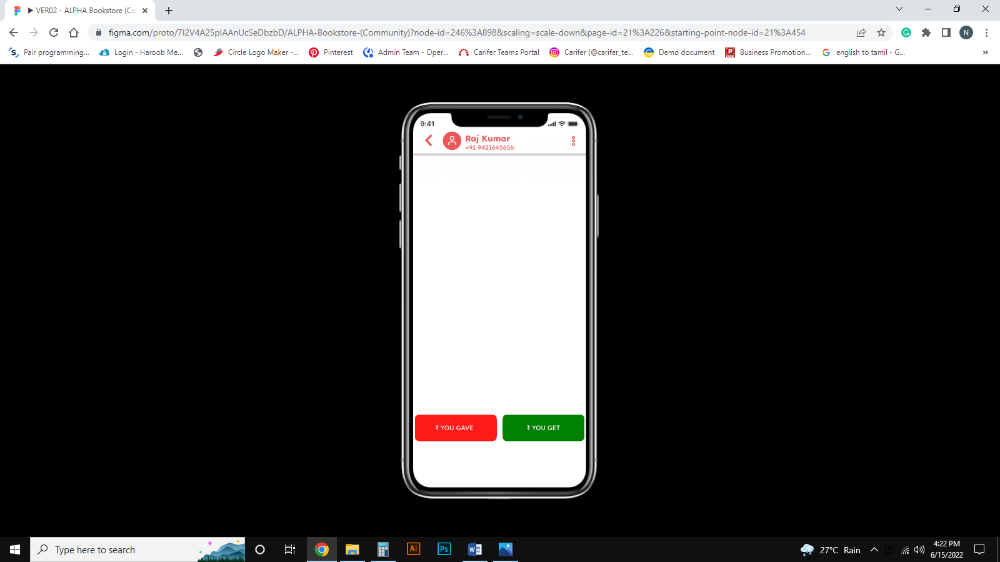 VER02 - ALPHA Bookstore (Co
figma.com/proto/7I2V4A25pIAAnUcSeDbzbD/ALPHA-Bookstore-(Community)?node-id=246%3A898&scaling=scale-down&page-id=21%3A226&starting-point-node-id=21%3A454
N
Pair programming... Login - Haroob Me... Circle Logo Maker -... Pinterest Admin Team - Oper... Carifer Teams Portal Carifer (@carifer_te... Demo document Business Promotion... english to tamil - G... »
9:41
Raj Kumar
+91 9421645656
₹ YOU GAVE ₹ YOU GET
Type here to search
Ai Ps
27°C Rain
4:22 PM
6/15/2022